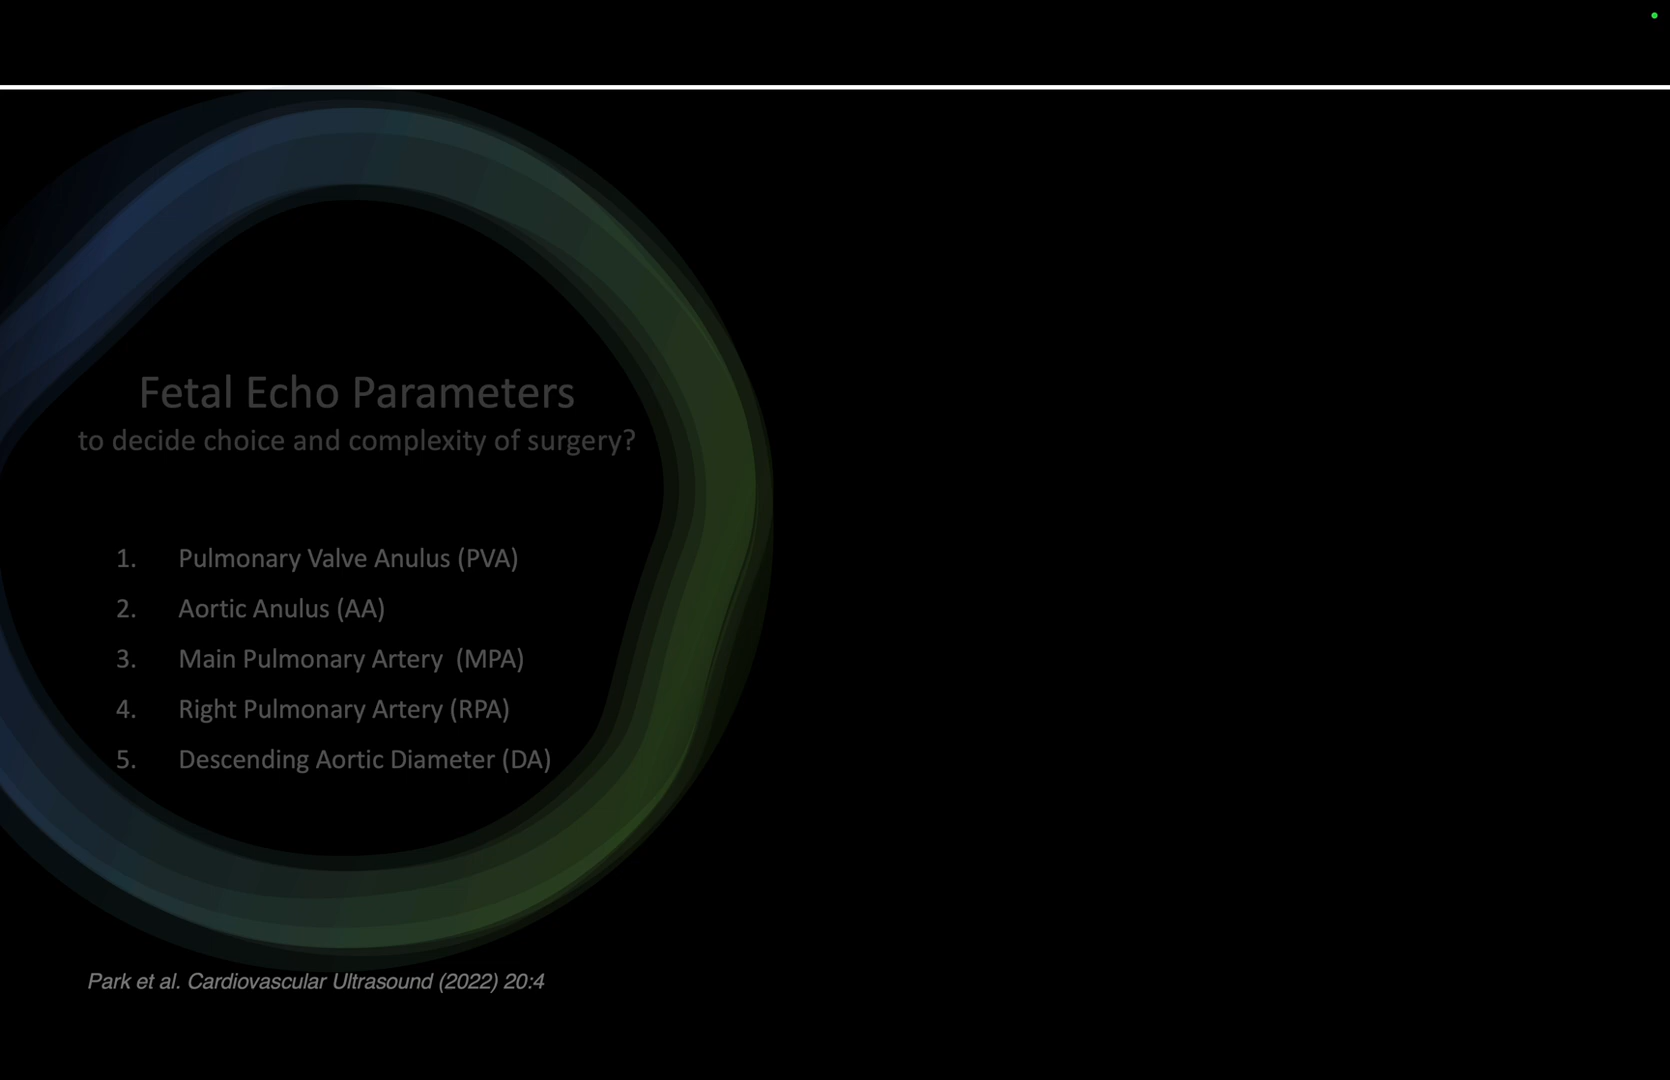 Fetal Echo Parameters
to decide choice and complexity of surgery?
1. Pulmonary Valve Anulus (PVA)
2. Aortic Anulus (AA)
3. Main Pulmonary Artery (MPA)
4. Right Pulmonary Artery (RPA)
5. Descending Aortic Diameter (DA)
Park et al. Cardiovascular Ultrasound (2022) 20:4